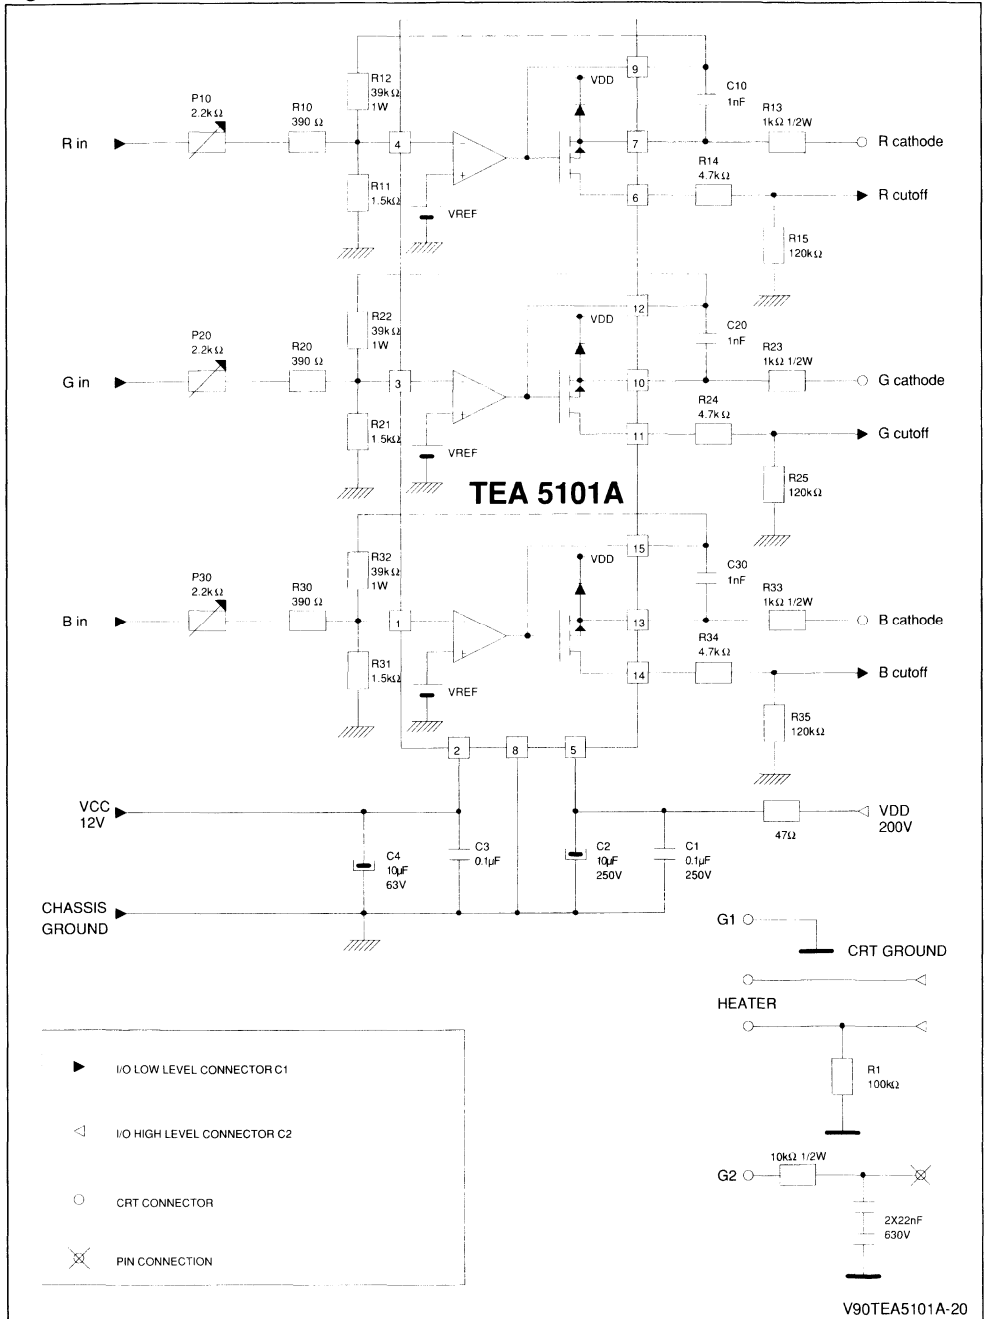 9
VDD
R12
39kΩ
1W
C10
1nF
P10
2.2kΩ
R10
390 Ω
R13
1kΩ 1/2W
R in
4
7
R cathode
R14
4.7kΩ
R11
1.5kΩ
+
6
R cutoff
VREF
R15
120kΩ
12
VDD
R22
39kΩ
1W
C20
1nF
P20
2.2kΩ
R20
390 Ω
R23
1kΩ 1/2W
G in
3
10
G cathode
R24
4.7kΩ
R21
1.5kΩ
+
11
G cutoff
VREF
TEA 5101A
R25
120kΩ
15
VDD
R32
39kΩ
1W
C30
1nF
P30
2.2kΩ
R30
390 Ω
R33
1kΩ 1/2W
B in
1
13
B cathode
R34
4.7kΩ
R31
1.5kΩ
+
14
B cutoff
VREF
R35
120kΩ
2
8
5
VCC
12V
VDD
200V
47Ω
C4
10µF
63V
C3
0.1µF
C2
10µF
250V
C1
0.1µF
250V
CHASSIS
GROUND
G1
CRT GROUND
HEATER
R1
100kΩ
I/O LOW LEVEL CONNECTOR C1
I/O HIGH LEVEL CONNECTOR C2
CRT CONNECTOR
PIN CONNECTION
10kΩ 1/2W
G2
2X22nF
630V
V90TEA5101A-20